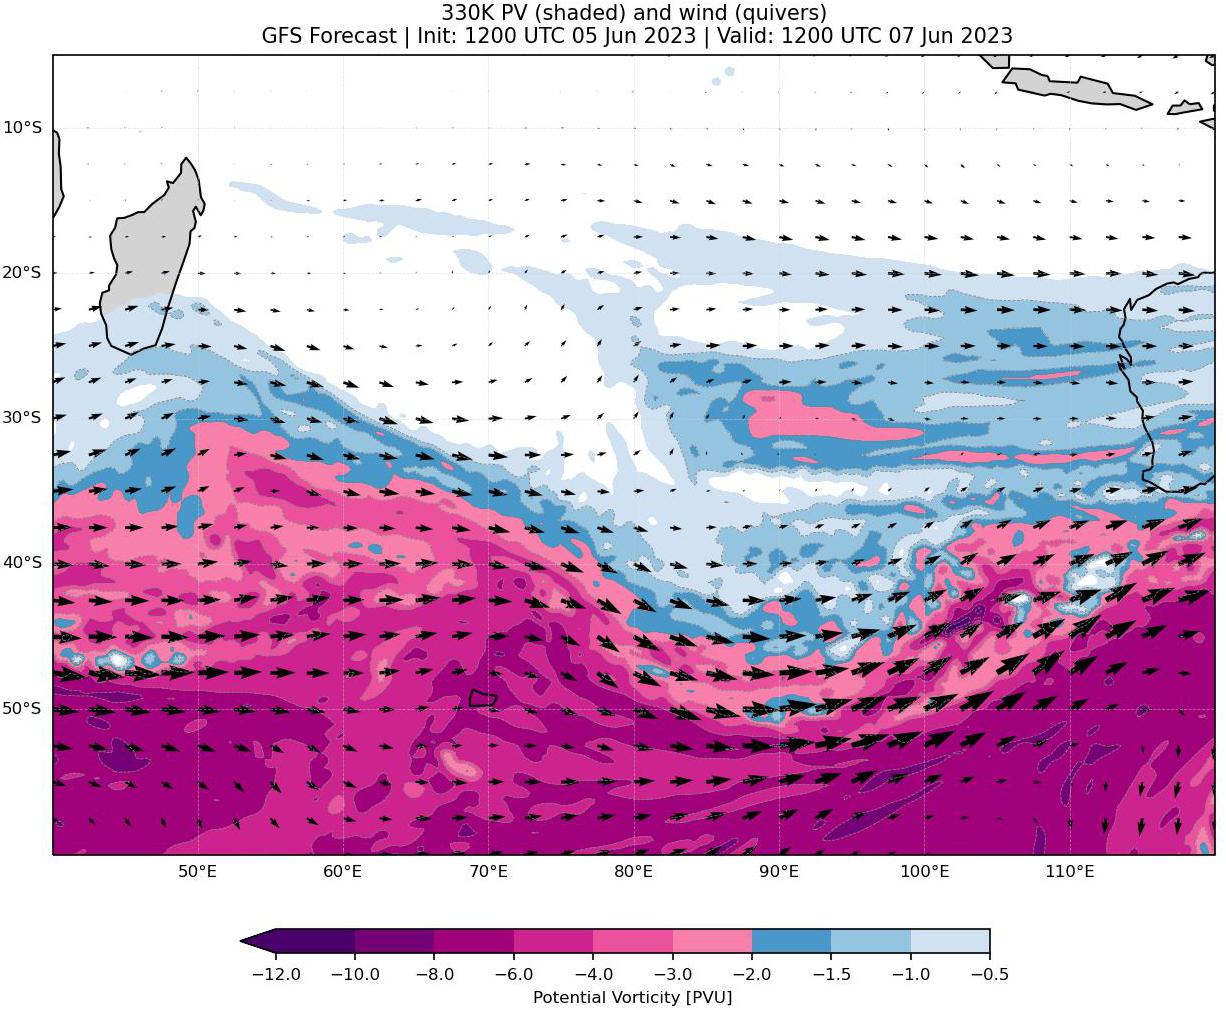 330K PV (shaded) and wind (quivers)
GFS Forecast | Init: 1200 UTC 05 Jun 2023 | Valid: 1200 UTC 07 Jun 2023
10°S
20°S
30°S
40°S
50°S
50°E 60°E 70°E 80°E 90°E 100°E 110°E
−12.0 −10.0 −8.0 −6.0 −4.0 −3.0 −2.0 −1.5 −1.0 −0.5
Potential Vorticity [PVU]